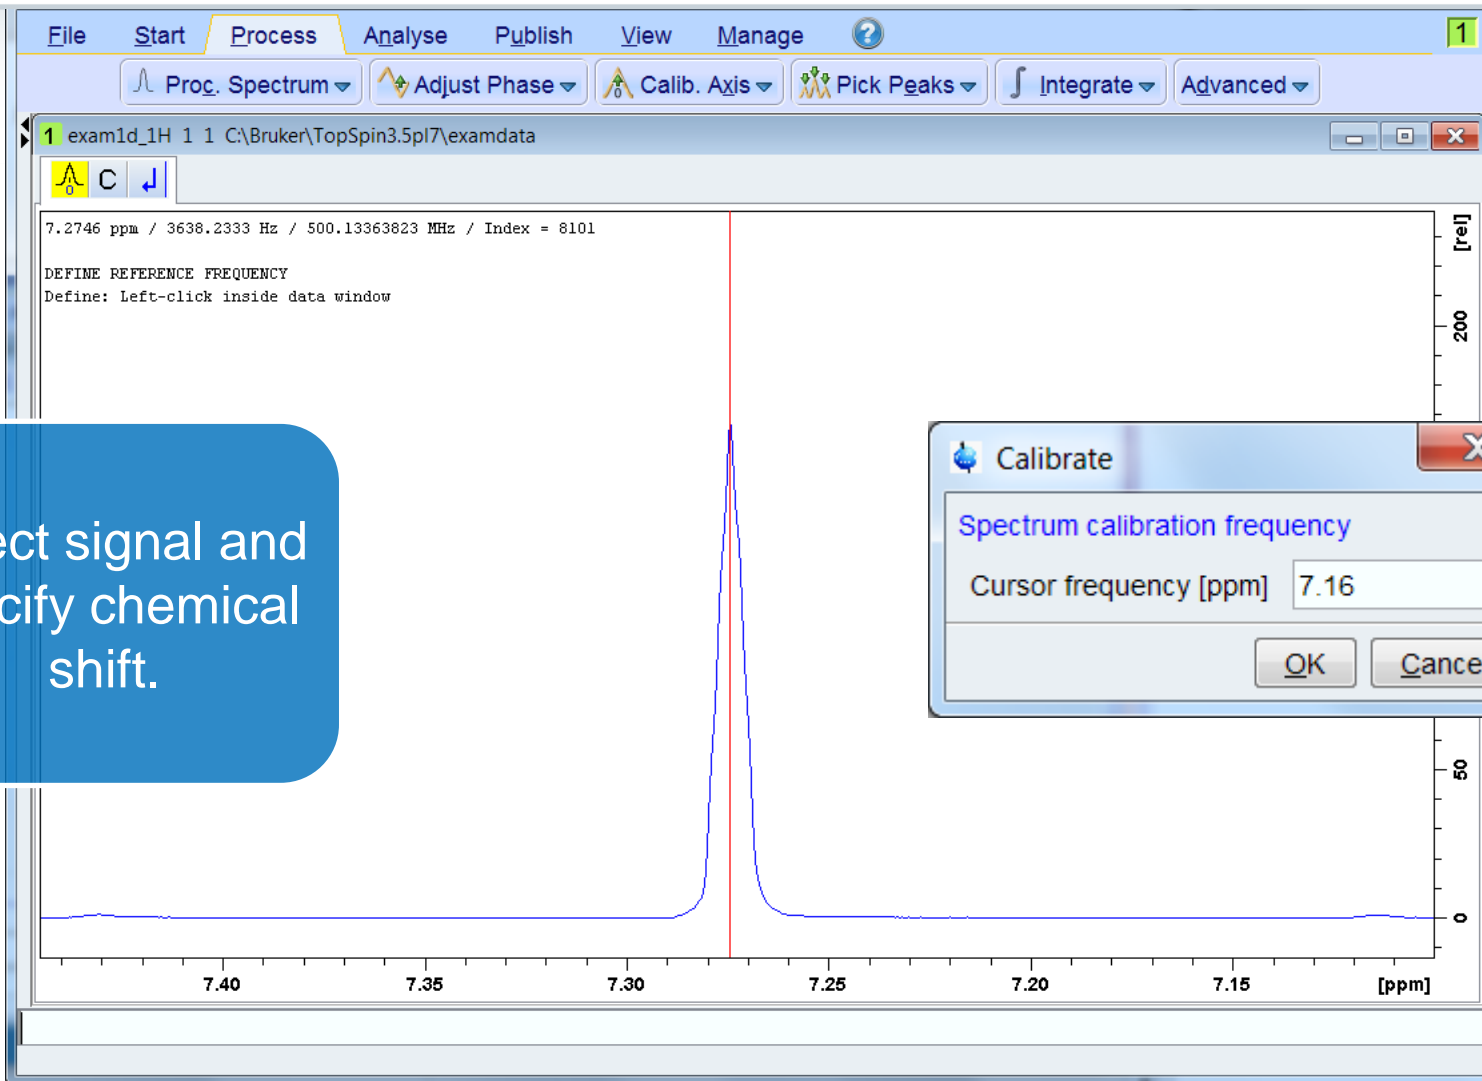 File Start Process Analyse Publish View Manage ? 1
Proc. Spectrum Adjust Phase Calib. Axis Pick Peaks Integrate Advanced
1 exam1d_1H 1 1 C:\Bruker\TopSpin3.5pl7\examdata
C
7.2746 ppm / 3638.2333 Hz / 500.13363823 MHz / Index = 8101
DEFINE REFERENCE FREQUENCY
Define: Left-click inside data window
[rel]
200
50
0
ect signal and
cify chemical
shift.
Calibrate
Spectrum calibration frequency
Cursor frequency [ppm] 7.16
OK Cance
7.40 7.35 7.30 7.25 7.20 7.15 [ppm]